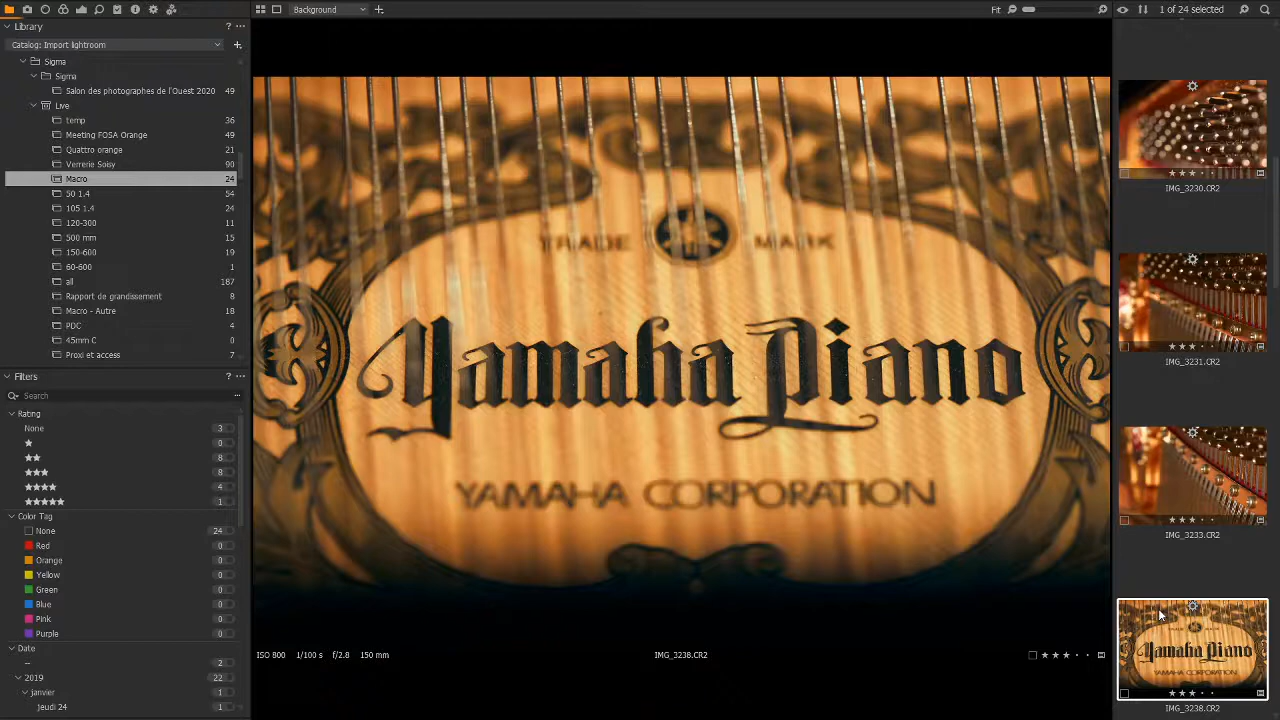 Background
Fit
1 of 24 selected
Library
? ...
Catalog: Import lightroom
Sigma
Sigma
Salon des photographes de l'Ouest 2020 49
Live
temp 36
Meeting FOSA Orange 49
Quattro orange 21
Verrerie Soisy 90
Macro 24
50 1.4 54
105 1.4 24
120-300 11
500 mm 15
150-600 19
60-600 1
all 187
Rapport de grandissement 8
Macro - Autre 18
PDC 4
45mm C 0
Proxi et access 7
Filters
? ...
Search
Rating
None 3
★ 0
★★ 8
★★★ 8
★★★★ 4
★★★★★ 1
Color Tag
None 24
Red 0
Orange 0
Yellow 0
Green 0
Blue 0
Pink 0
Purple 0
Date
-- 2
2019 22
janvier 1
jeudi 24 1
TRADE MARK
Yamaha Piano
YAMAHA CORPORATION
ISO 800 1/100 s f/2.8 150 mm
IMG_3238.CR2
★★★
★★★
IMG_3230.CR2
★★★
IMG_3231.CR2
★★★
IMG_3233.CR2
Yamaha Piano
YAMAHA CORPORATION
★★★
IMG_3238.CR2